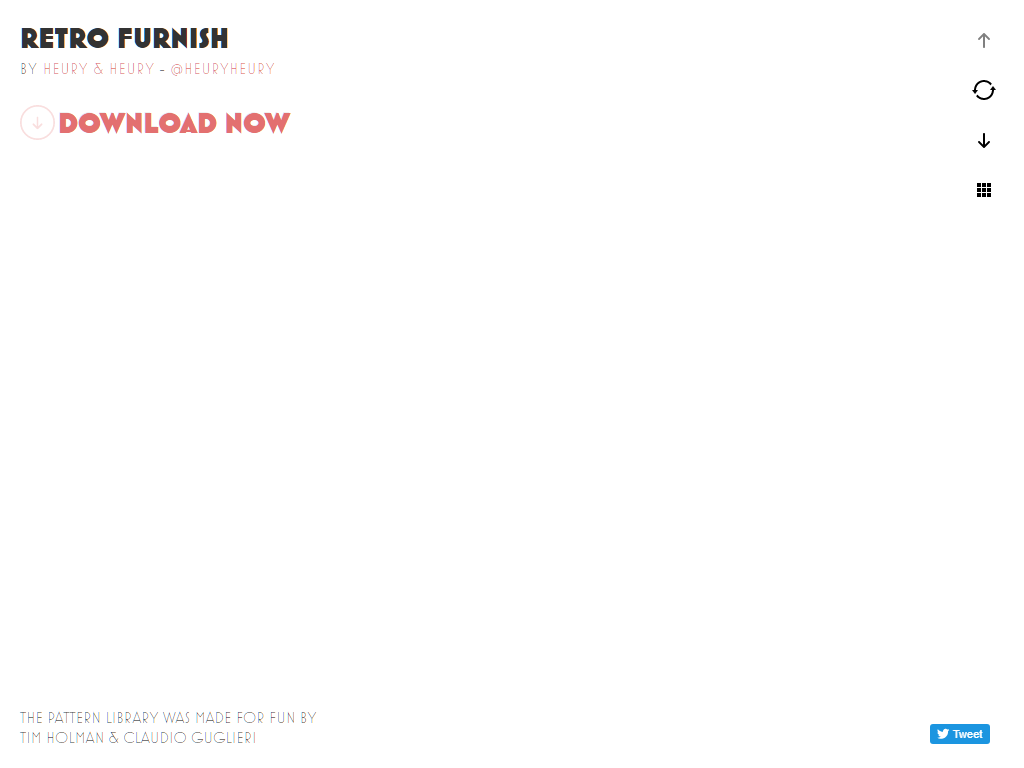 RETRO FURNISH
BY HEURY & HEURY - @HEURYHEURY
DOWNLOAD NOW
THE PATTERN LIBRARY WAS MADE FOR FUN BY
TIM HOLMAN & CLAUDIO GUGLIERI
Tweet